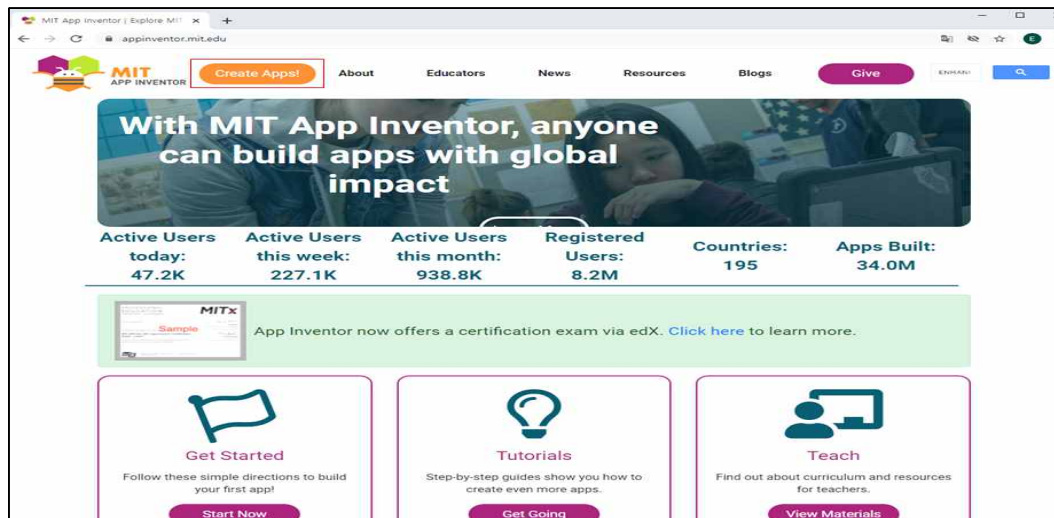 MIT App Inventor | Explore MIT
appinventor.mit.edu
E
MIT
APP INVENTOR
Create Apps!
About
Educators
News
Resources
Blogs
Give
ENHANC
With MIT App Inventor, anyone
can build apps with global
impact
Active Users
today:
47.2K
Active Users
this week:
227.1K
Active Users
this month:
938.8K
Registered
Users:
8.2M
Countries:
195
Apps Built:
34.0M
MITx
Sample
App Inventor now offers a certification exam via edX. Click here to learn more.
Get Started
Follow these simple directions to build
your first app!
Start Now
Tutorials
Step-by-step guides show you how to
create even more apps.
Get Going
Teach
Find out about curriculum and resources
for teachers.
View Materials